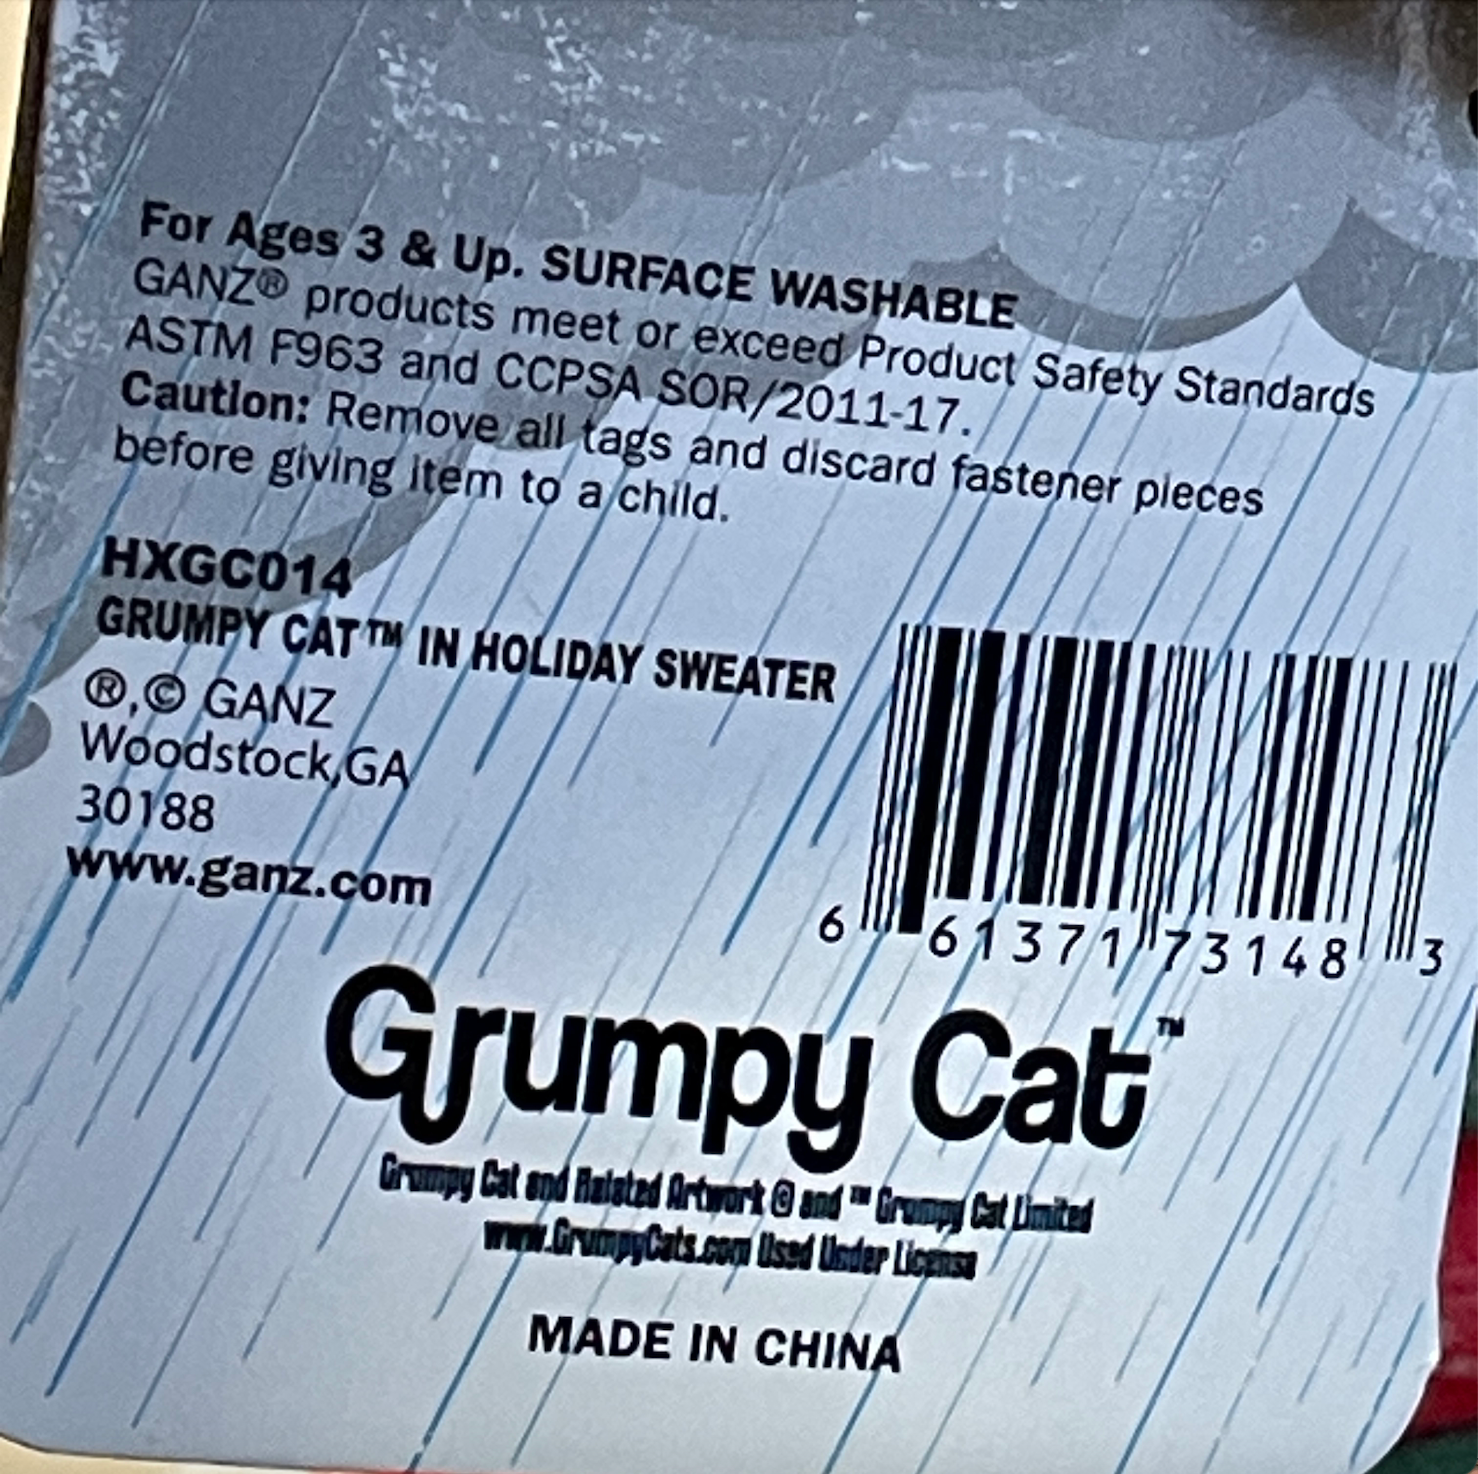 For Ages 3 & Up. SURFACE WASHABLE
GANZ® products meet or exceed Product Safety Standards
ASTM F963 and CCPSA SOR/2011-17.
Caution: Remove all tags and discard fastener pieces
before giving item to a child.
HXGC014
GRUMPY CAT™ IN HOLIDAY SWEATER
®,© GANZ
Woodstock,GA
30188
www.ganz.com
6 61371 73148 3
Grumpy Cat™
Grumpy Cat and Related Artwork © and ™ Grumpy Cat Limited
www.GrumpyCats.com Used Under License
MADE IN CHINA